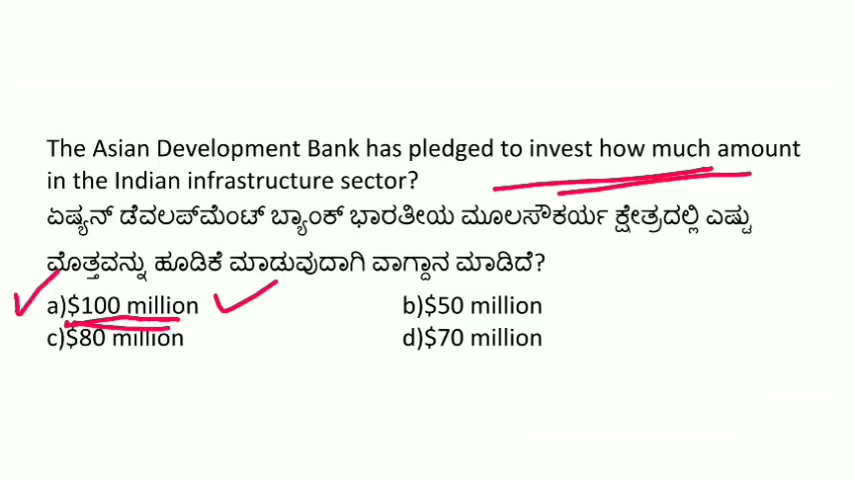 The Asian Development Bank has pledged to invest how much amount
in the Indian infrastructure sector?
ಏಷ್ಯನ್ ಡೆವಲಪ್‌ಮೆಂಟ್ ಬ್ಯಾಂಕ್ ಭಾರತೀಯ ಮೂಲಸೌಕರ್ಯ ಕ್ಷೇತ್ರದಲ್ಲಿ ಎಷ್ಟು
ಮೊತ್ತವನ್ನು ಹೂಡಿಕೆ ಮಾಡುವುದಾಗಿ ವಾಗ್ದಾನ ಮಾಡಿದೆ?
a)$100 million b)$50 million
c)$80 million d)$70 million